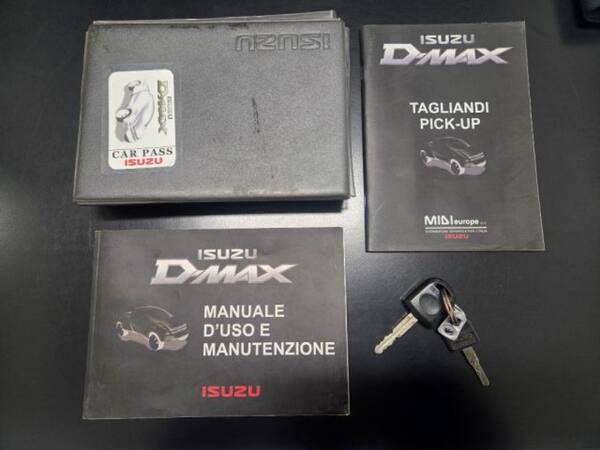 ISUZU
ISUZU
D-MAX
CAR PASS
ISUZU
ISUZU
D-MAX
TAGLIANDI
PICK-UP
MIDI europe
ISUZU
ISUZU
D-MAX
MANUALE
D'USO E
MANUTENZIONE
ISUZU